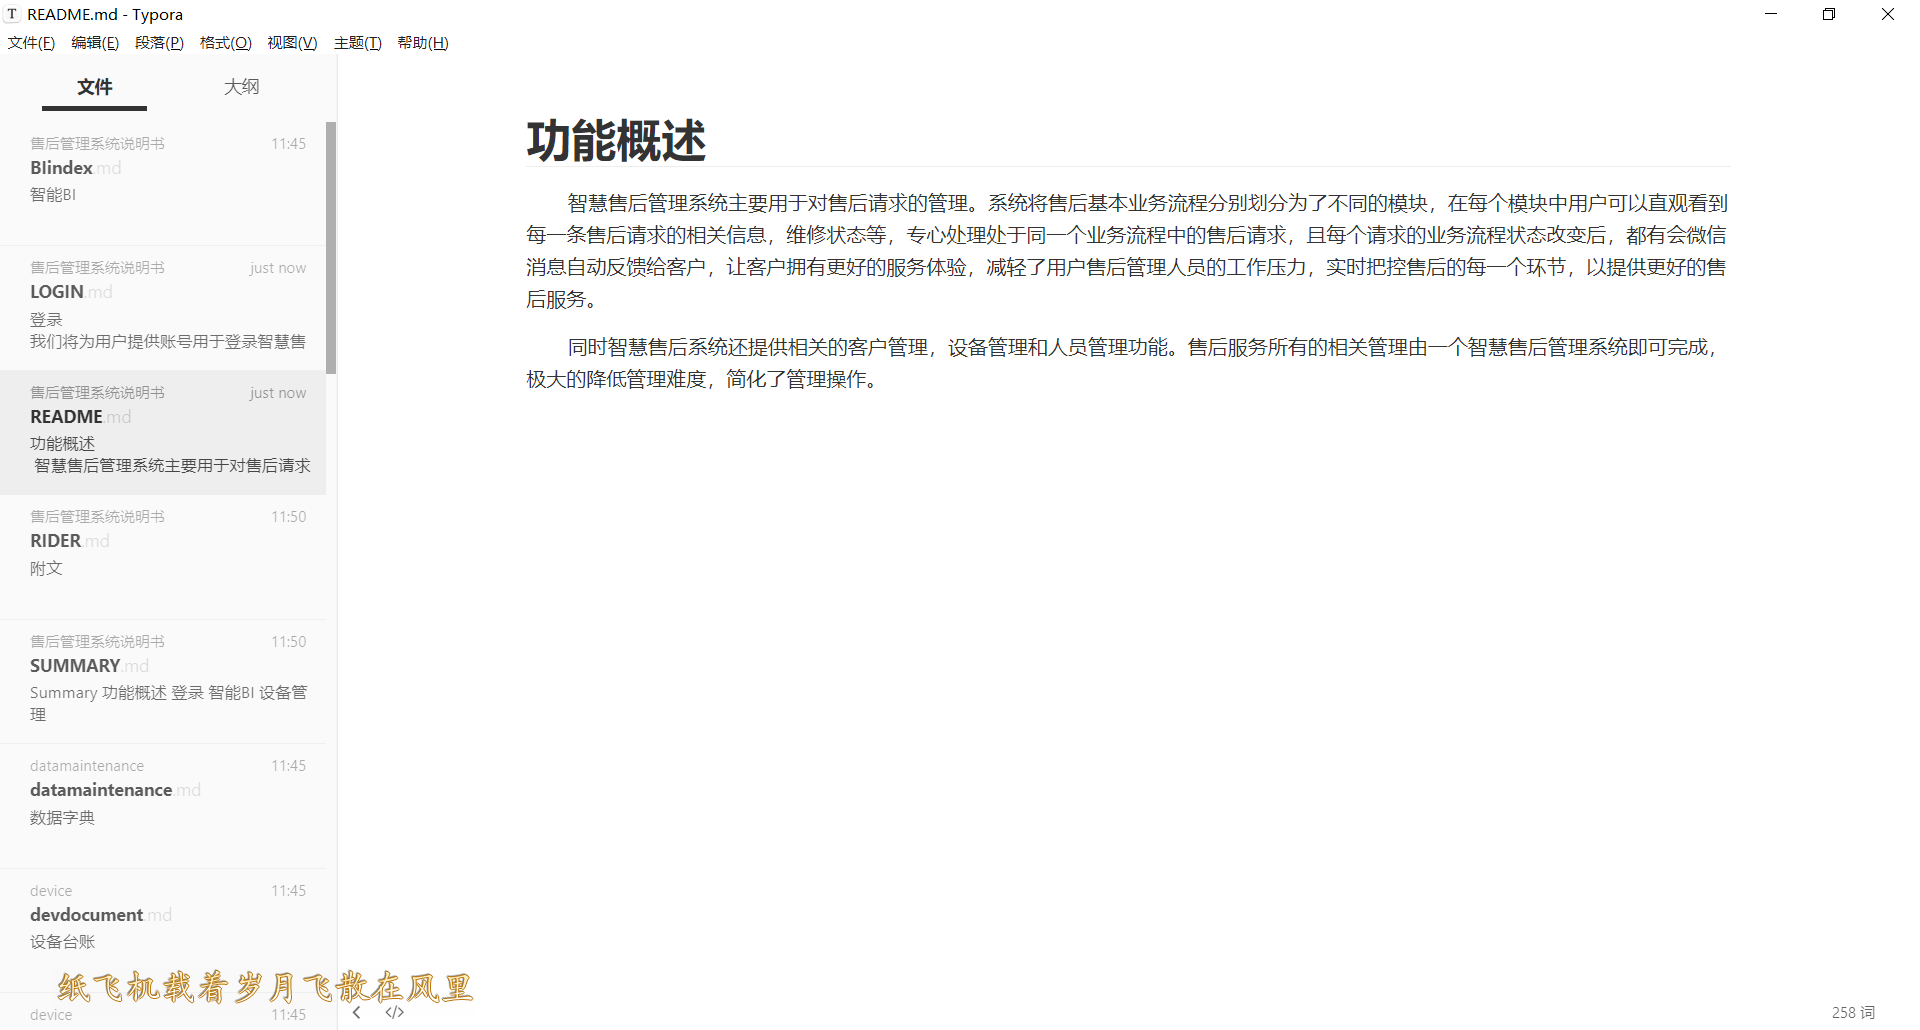 T README.md - Typora
文件(F) 编辑(E) 段落(P) 格式(O) 视图(V) 主题(T) 帮助(H)
文件 大纲
售后管理系统说明书 11:45
BIindex.md
智能BI
售后管理系统说明书 just now
LOGIN.md
登录
我们将为用户提供账号用于登录智慧售
售后管理系统说明书 just now
README.md
功能概述
智慧售后管理系统主要用于对售后请求
售后管理系统说明书 11:50
RIDER.md
附文
售后管理系统说明书 11:50
SUMMARY.md
Summary 功能概述 登录 智能BI 设备管
理
datamaintenance 11:45
datamaintenance.md
数据字典
device 11:45
devdocument.md
设备台账
device 11:45
纸飞机载着岁月飞散在风里
功能概述
智慧售后管理系统主要用于对售后请求的管理。系统将售后基本业务流程分别划分为了不同的模块，在每个模块中用户可以直观看到
每一条售后请求的相关信息，维修状态等，专心处理处于同一个业务流程中的售后请求，且每个请求的业务流程状态改变后，都有会微信
消息自动反馈给客户，让客户拥有更好的服务体验，减轻了用户售后管理人员的工作压力，实时把控售后的每一个环节，以提供更好的售
后服务。
同时智慧售后系统还提供相关的客户管理，设备管理和人员管理功能。售后服务所有的相关管理由一个智慧售后管理系统即可完成，
极大的降低管理难度，简化了管理操作。
</> 258 词